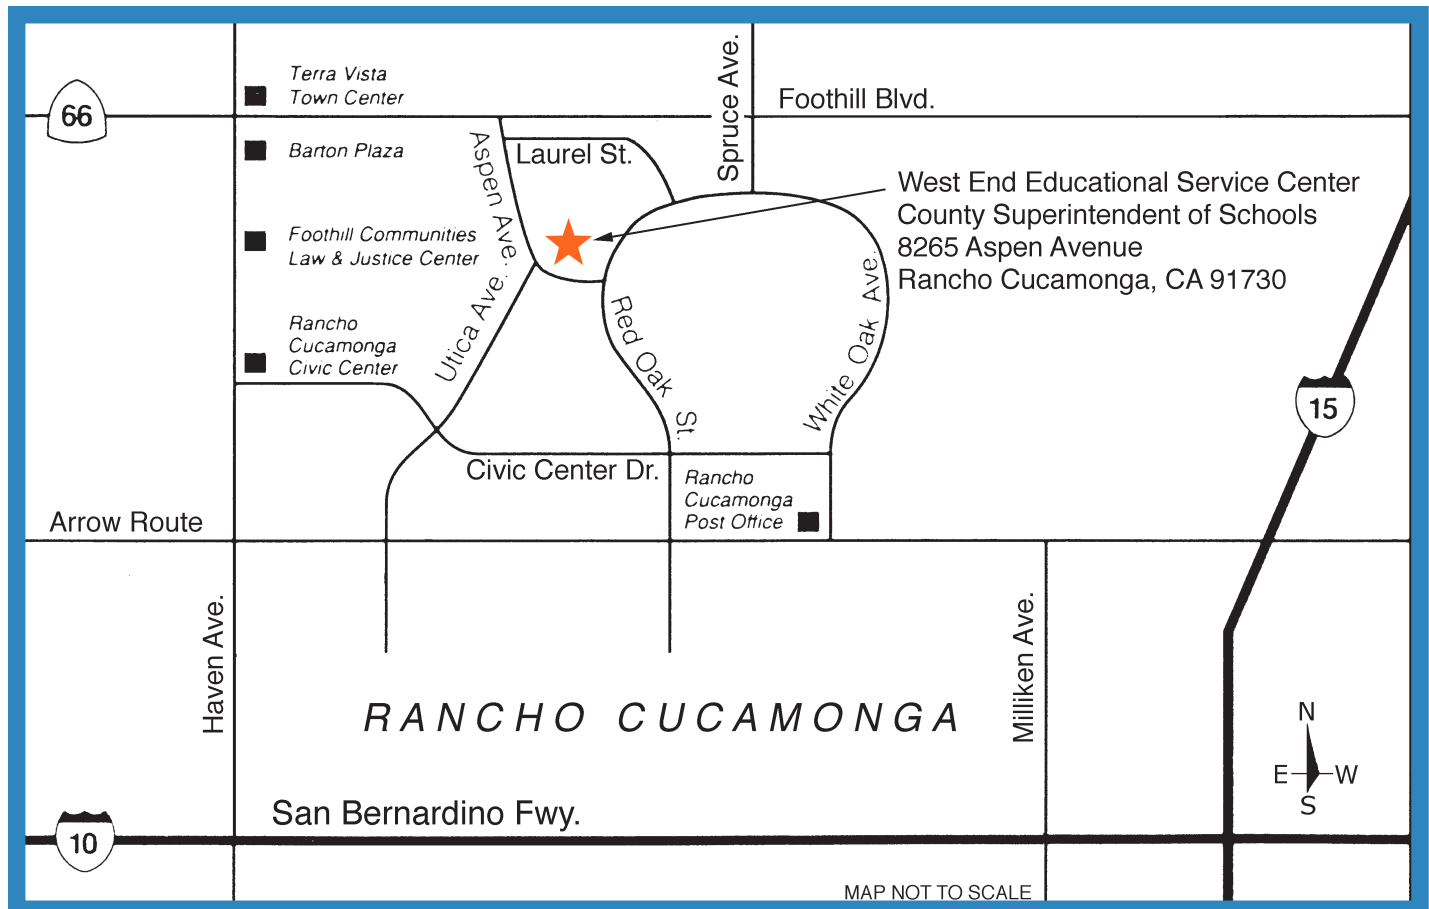 Terra Vista
Town Center
66
Foothill Blvd.
Spruce Ave.
Barton Plaza
Aspen Ave.
Laurel St.
West End Educational Service Center
County Superintendent of Schools
8265 Aspen Avenue
Rancho Cucamonga, CA 91730
Foothill Communities
Law & Justice Center
Utica Ave.
Red Oak St.
White Oak Ave.
Rancho
Cucamonga
Civic Center
15
Civic Center Dr.
Rancho
Cucamonga
Post Office
Arrow Route
Haven Ave.
Milliken Ave.
RANCHO CUCAMONGA
N
E W
S
San Bernardino Fwy.
10
MAP NOT TO SCALE